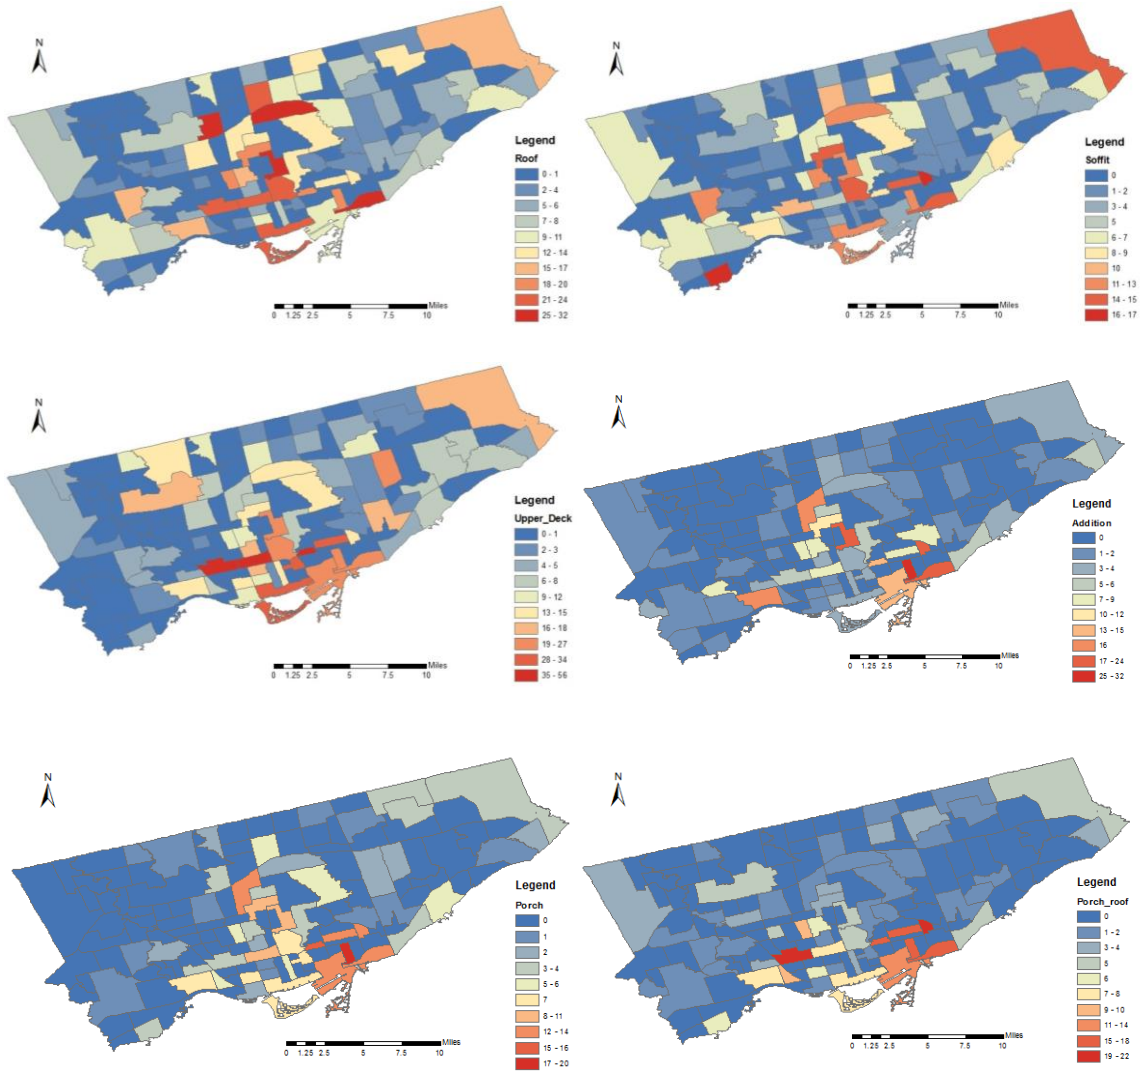 N
Legend
Roof
0 - 1
2 - 4
5 - 6
7 - 8
9 - 11
12 - 14
15 - 17
18 - 20
21 - 24
25 - 32
Miles
0 1.25 2.5 5 7.5 10
N
Legend
Soffit
0
1 - 2
3 - 4
5
6 - 7
8 - 9
10
11 - 13
14 - 15
16 - 17
Miles
0 1.25 2.5 5 7.5 10
N
Legend
Upper_Deck
0 - 1
2 - 3
4 - 5
6 - 8
9 - 12
13 - 15
16 - 18
19 - 27
28 - 34
35 - 56
Miles
0 1.25 2.5 5 7.5 10
N
Legend
Addition
0
1 - 2
3 - 4
5 - 6
7 - 9
10 - 12
13 - 15
16
17 - 24
25 - 32
Miles
0 1.25 2.5 5 7.5 10
N
Legend
Porch
0
1
2
3 - 4
5 - 6
7
8 - 11
12 - 14
15 - 16
17 - 20
Miles
0 1.25 2.5 5 7.5 10
N
Legend
Porch_roof
0
1 - 2
3 - 4
5
6
7 - 8
9 - 10
11 - 14
15 - 18
19 - 22
Miles
0 1.25 2.5 5 7.5 10